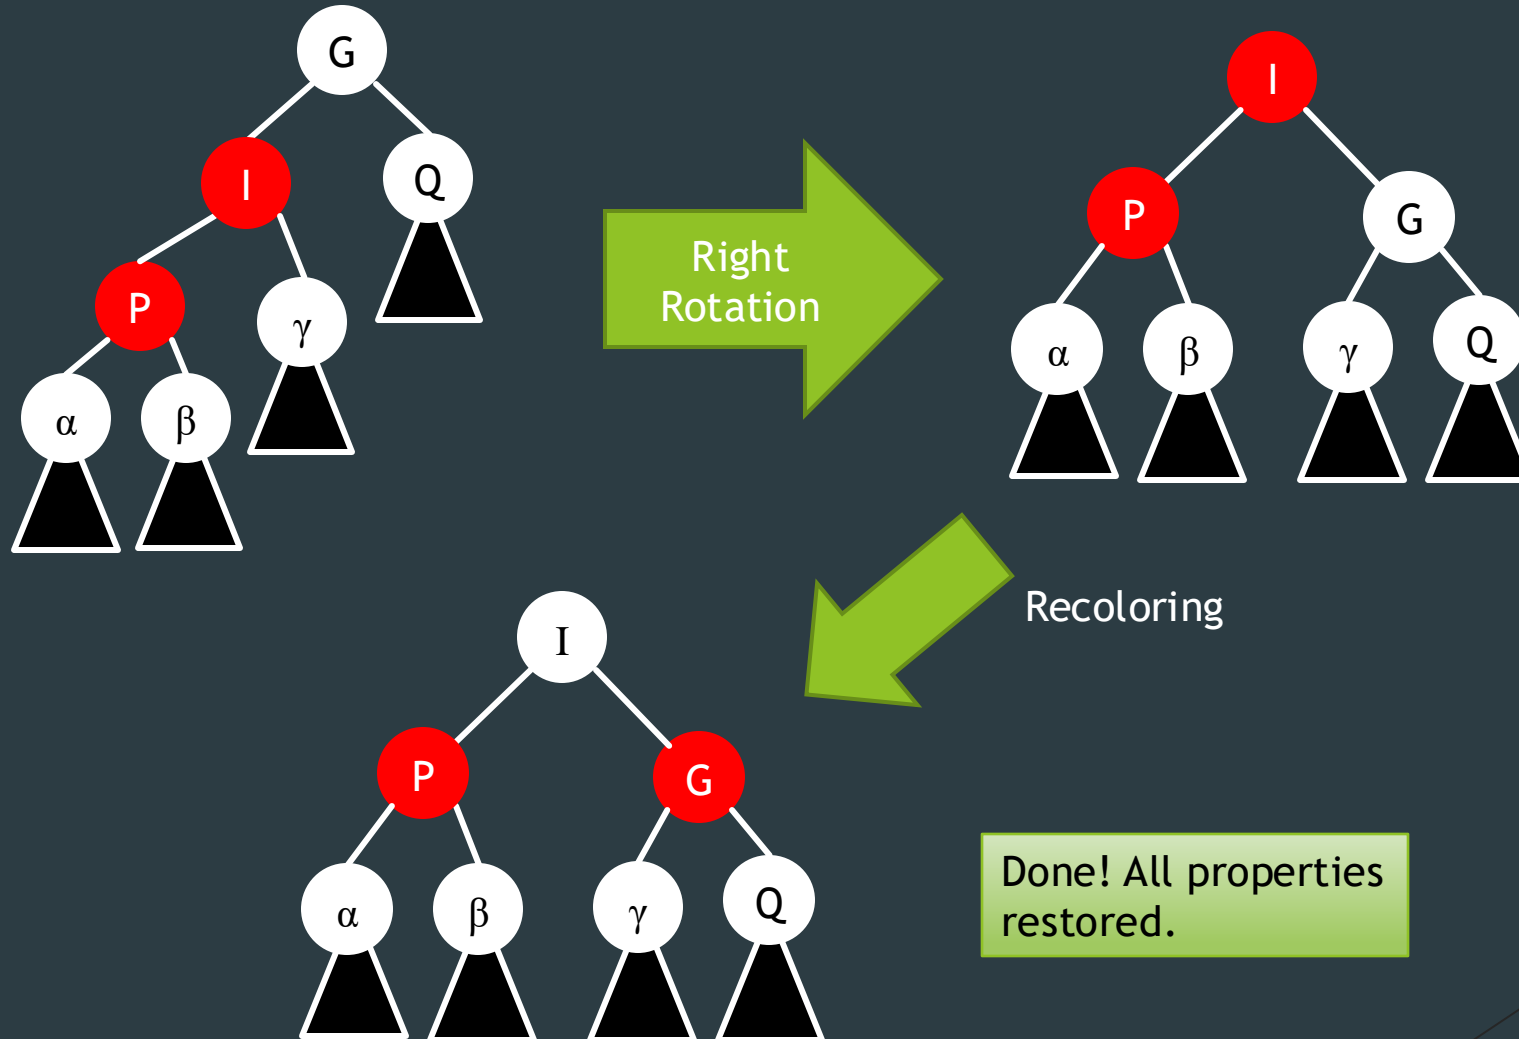 G
I
Q
P
γ
α
β
Right
Rotation
I
P
G
α
β
γ
Q
Recoloring
I
P
G
α
β
γ
Q
Done! All properties
restored.